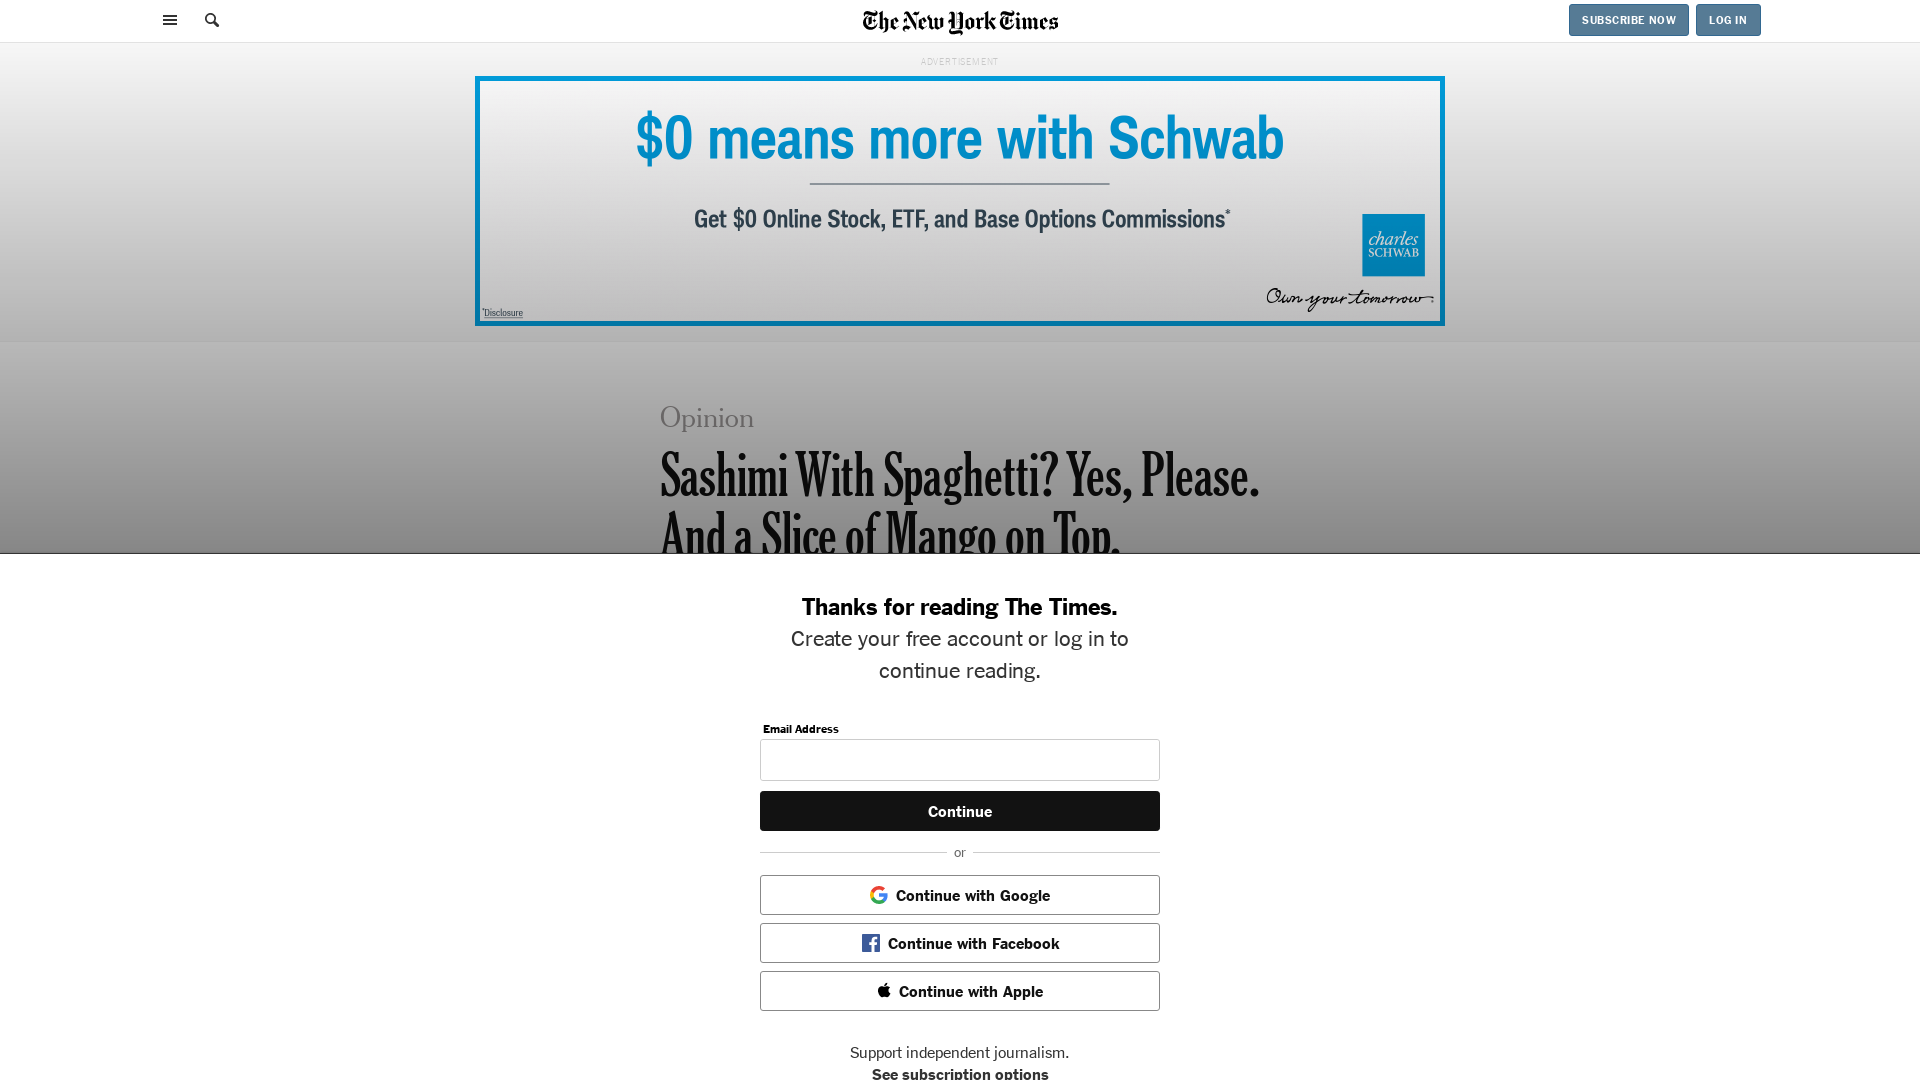 The New York Times
SUBSCRIBE NOW
LOG IN
ADVERTISEMENT
$0 means more with Schwab
Get $0 Online Stock, ETF, and Base Options Commissions*
charles
SCHWAB
Own your tomorrow
*Disclosure
Opinion
Sashimi With Spaghetti? Yes, Please.
And a Slice of Mango on Top.
Thanks for reading The Times.
Create your free account or log in to
continue reading.
Email Address
Continue
or
Continue with Google
Continue with Facebook
Continue with Apple
Support independent journalism.
See subscription options